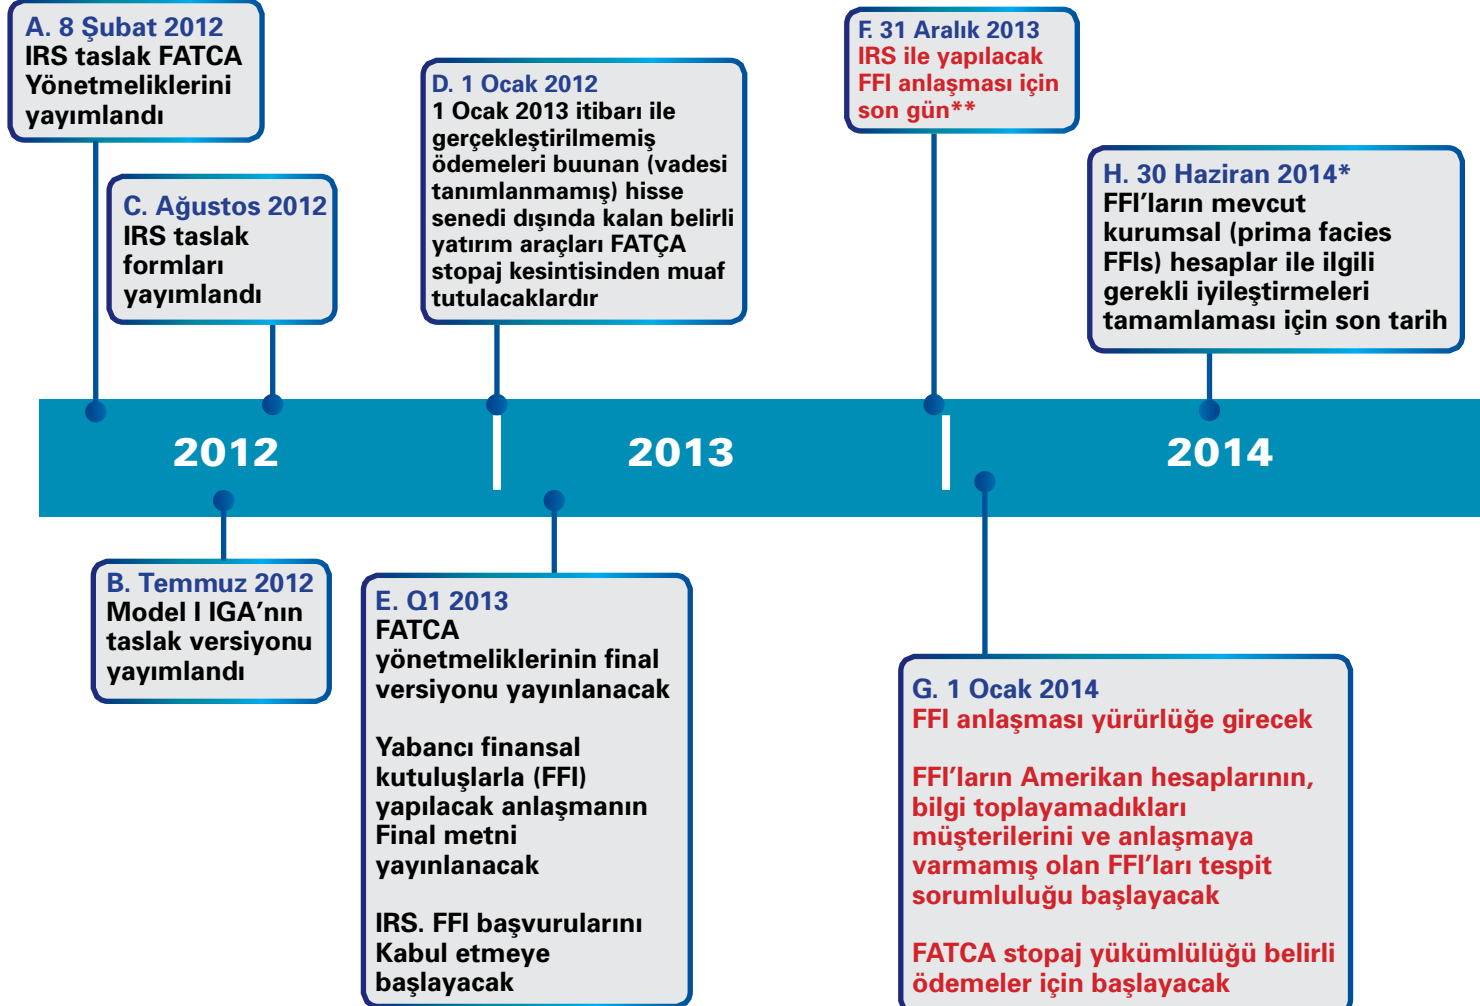 A. 8 Şubat 2012
IRS taslak FATCA
Yönetmeliklerini
yayımlandı
C. Ağustos 2012
IRS taslak
formları
yayımlandı
D. 1 Ocak 2012
1 Ocak 2013 itibarı ile
gerçekleştirilmemiş
ödemeleri buunan (vadesi
tanımlanmamış) hisse
senedi dışında kalan belirli
yatırım araçları FATÇA
stopaj kesintisinden muaf
tutulacaklardır
F. 31 Aralık 2013
IRS ile yapılacak
FFI anlaşması için
son gün**
H. 30 Haziran 2014*
FFI’ların mevcut
kurumsal (prima facies
FFIs) hesaplar ile ilgili
gerekli iyileştirmeleri
tamamlaması için son tarih
2012
2013
2014
B. Temmuz 2012
Model I IGA’nın
taslak versiyonu
yayımlandı
E. Q1 2013
FATCA
yönetmeliklerinin final
versiyonu yayınlanacak
Yabancı finansal
kutuluşlarla (FFI)
yapılacak anlaşmanın
Final metni
yayınlanacak
IRS. FFI başvurularını
Kabul etmeye
başlayacak
G. 1 Ocak 2014
FFI anlaşması yürürlüğe girecek
FFI’ların Amerikan hesaplarının,
bilgi toplayamadıkları
müşterilerini ve anlaşmaya
varmamış olan FFI’ları tespit
sorumluluğu başlayacak
FATCA stopaj yükümlülüğü belirli
ödemeler için başlayacak